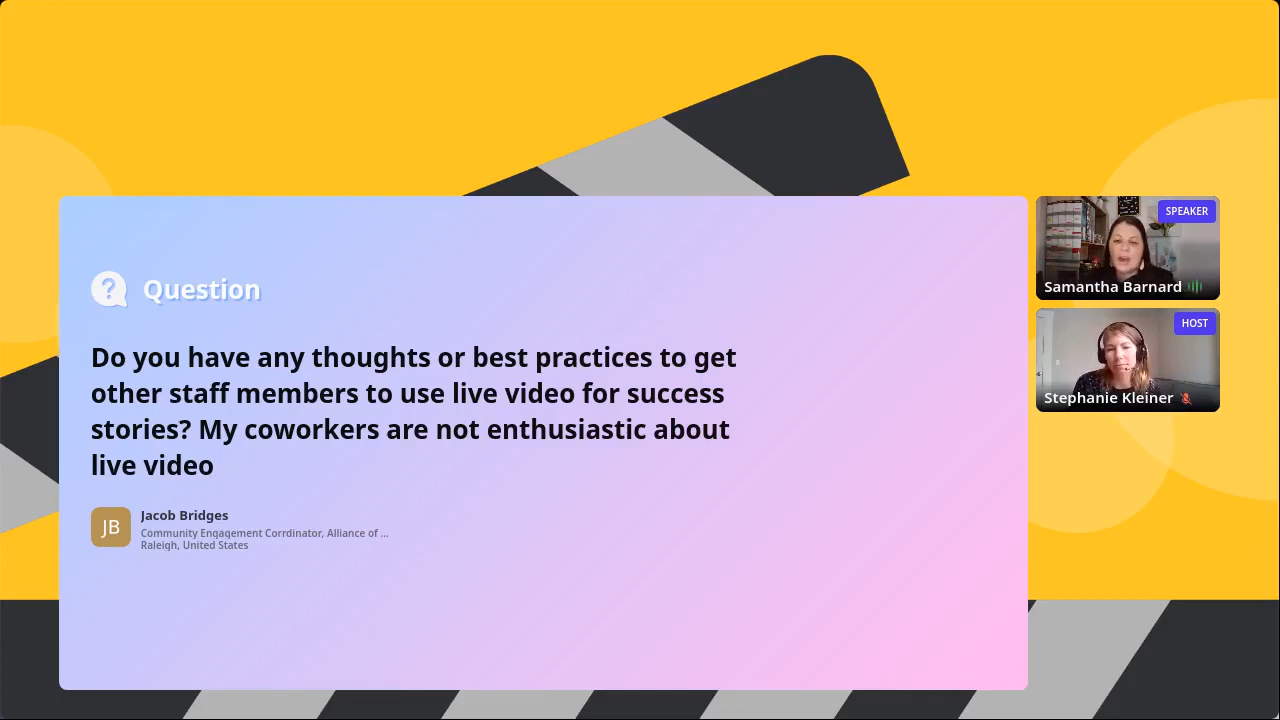 Question
Do you have any thoughts or best practices to get
other staff members to use live video for success
stories? My coworkers are not enthusiastic about
live video
JB
Jacob Bridges
Community Engagement Corrdinator, Alliance of ...
Raleigh, United States
SPEAKER
Samantha Barnard
HOST
Stephanie Kleiner